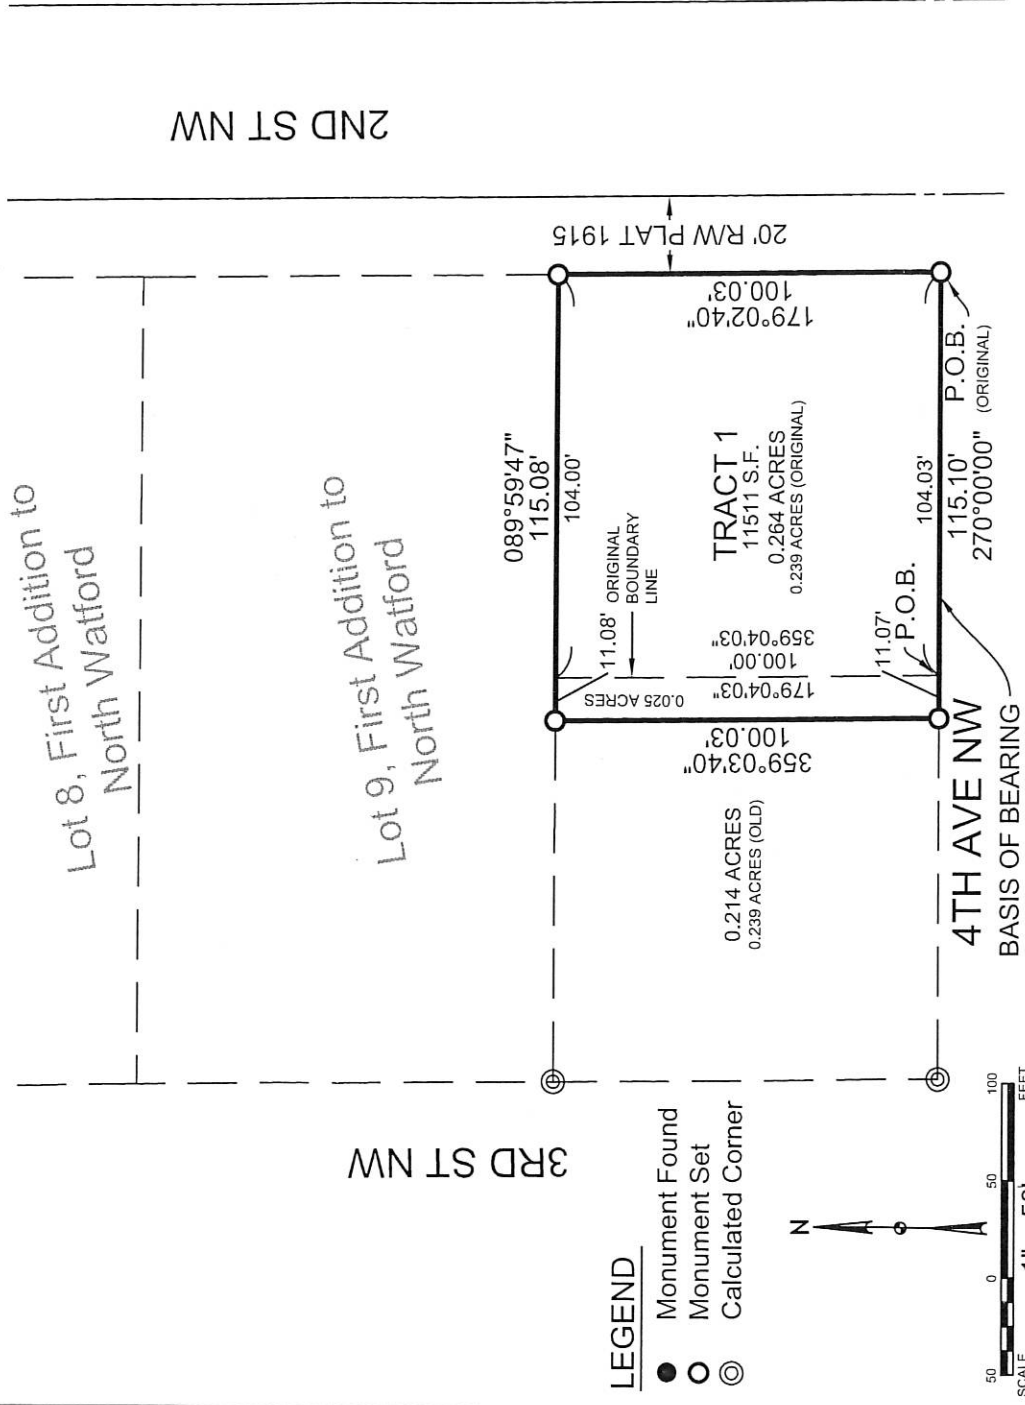 2ND ST NW
Lot 8, First Addition to
North Watford
Lot 9, First Addition to
North Watford
20' R/W PLAT 1915
089°59'47"
115.08'
104.00'
179°02'40"
100.03'
11.08'
ORIGINAL
BOUNDARY
LINE
TRACT 1
11511 S.F.
0.264 ACRES
0.239 ACRES (ORIGINAL)
359°04'03"
100.00'
179°04'03"
0.025 ACRES
359°03'40"
100.03'
11.07'
P.O.B.
104.03'
115.10'
270°00'00"
P.O.B.
(ORIGINAL)
0.214 ACRES
0.239 ACRES (OLD)
4TH AVE NW
BASIS OF BEARING
3RD ST NW
LEGEND
Monument Found
Monument Set
Calculated Corner
N
50 0 50 100
SCALE FEET